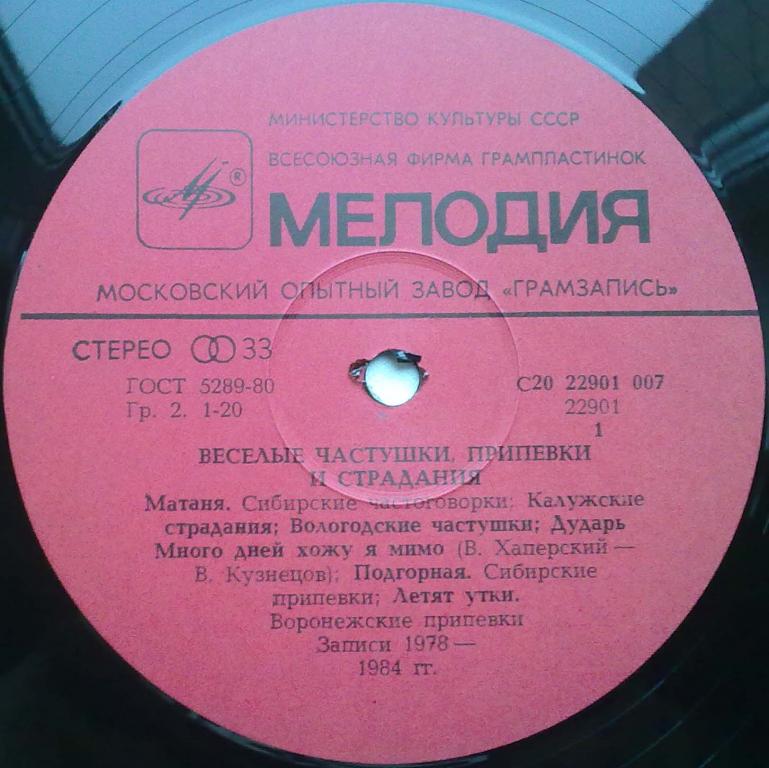 МИНИСТЕРСТВО КУЛЬТУРЫ СССР
ВСЕСОЮЗНАЯ ФИРМА ГРАМПЛАСТИНОК
®
МЕЛОДИЯ
МОСКОВСКИЙ ОПЫТНЫЙ ЗАВОД «ГРАМЗАПИСЬ»
СТЕРЕО 33
ГОСТ 5289-80
Гр. 2. 1-20
С20 22901 007
22901
1
ВЕСЕЛЫЕ ЧАСТУШКИ, ПРИПЕВКИ
И СТРАДАНИЯ
Матаня. Сибирские частоговорки; Калужские
страдания; Вологодские частушки; Дударь
Много дней хожу я мимо (В. Хаперский —
В. Кузнецов); Подгорная. Сибирские
припевки; Летят утки.
Воронежские припевки
Записи 1978 —
1984 гг.